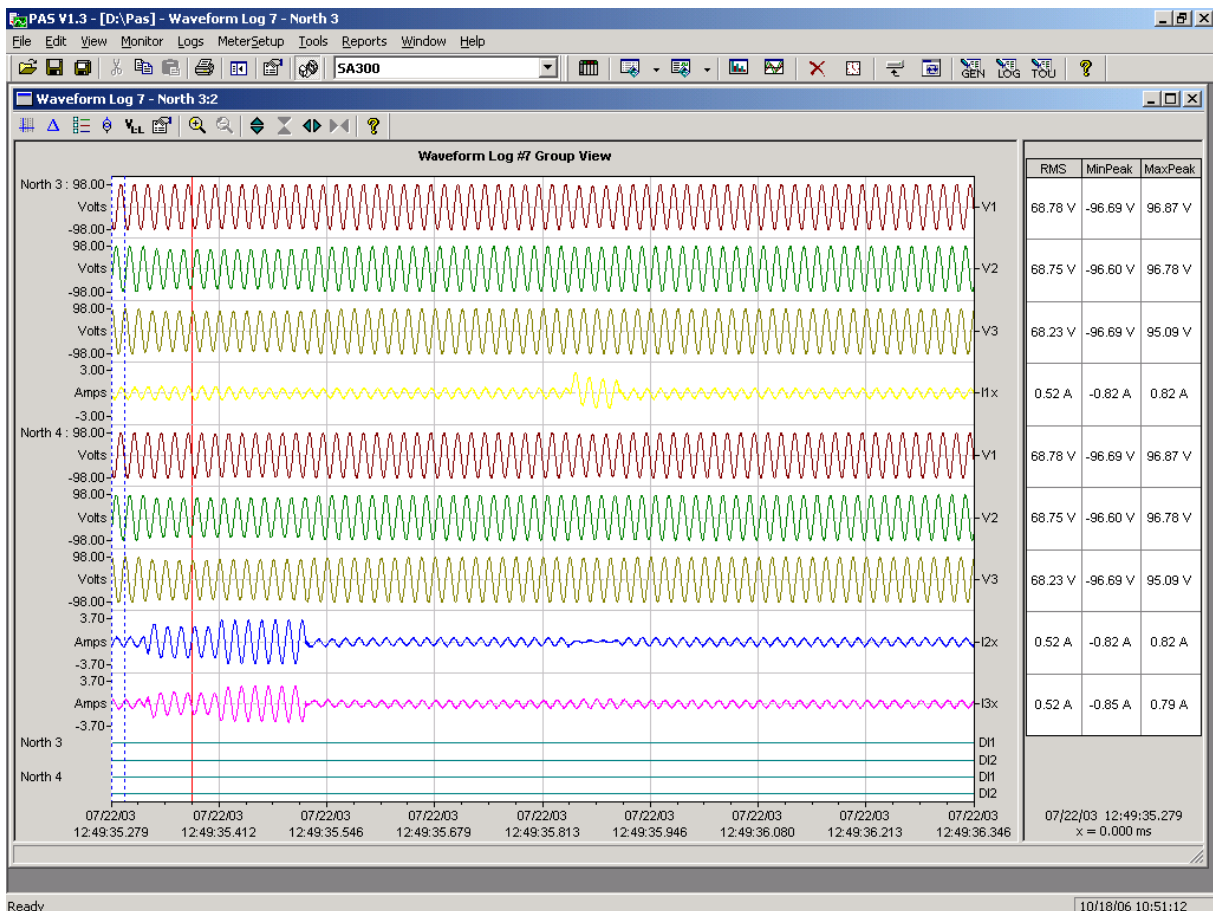 PAS V1.3 - [D:\Pas] - Waveform Log 7 - North 3
File Edit View Monitor Logs MeterSetup Tools Reports Window Help
SA300
GEN LOG TOU
Waveform Log 7 - North 3:2
VL:L
Waveform Log #7 Group View
RMS MinPeak MaxPeak
North 3 : 98.00
Volts
-98.00
V1
68.78 V -96.69 V 96.87 V
98.00
Volts
-98.00
V2
68.75 V -96.60 V 96.78 V
98.00
Volts
-98.00
V3
68.23 V -96.69 V 95.09 V
3.00
Amps
-3.00
I1x
0.52 A -0.82 A 0.82 A
North 4 : 98.00
Volts
-98.00
V1
68.78 V -96.69 V 96.87 V
98.00
Volts
-98.00
V2
68.75 V -96.60 V 96.78 V
98.00
Volts
-98.00
V3
68.23 V -96.69 V 95.09 V
3.70
Amps
-3.70
I2x
0.52 A -0.82 A 0.82 A
3.70
Amps
-3.70
I3x
0.52 A -0.85 A 0.79 A
North 3 DI1
DI2
North 4 DI1
DI2
07/22/03 07/22/03 07/22/03 07/22/03 07/22/03 07/22/03 07/22/03 07/22/03 07/22/03
12:49:35.279 12:49:35.412 12:49:35.546 12:49:35.679 12:49:35.813 12:49:35.946 12:49:36.080 12:49:36.213 12:49:36.346
07/22/03 12:49:35.279
x = 0.000 ms
Ready
10/18/06 10:51:12